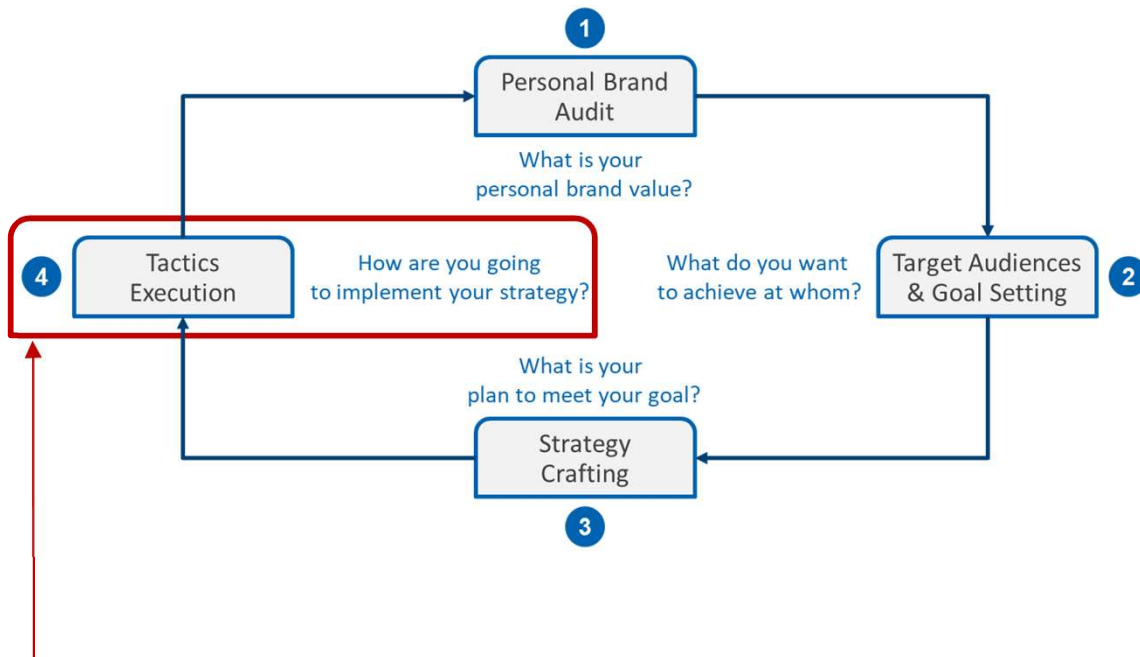 1
Personal Brand
Audit
What is your
personal brand value?
4
Tactics
Execution
How are you going
to implement your strategy?
What do you want
to achieve at whom?
Target Audiences
& Goal Setting
2
What is your
plan to meet your goal?
Strategy
Crafting
3